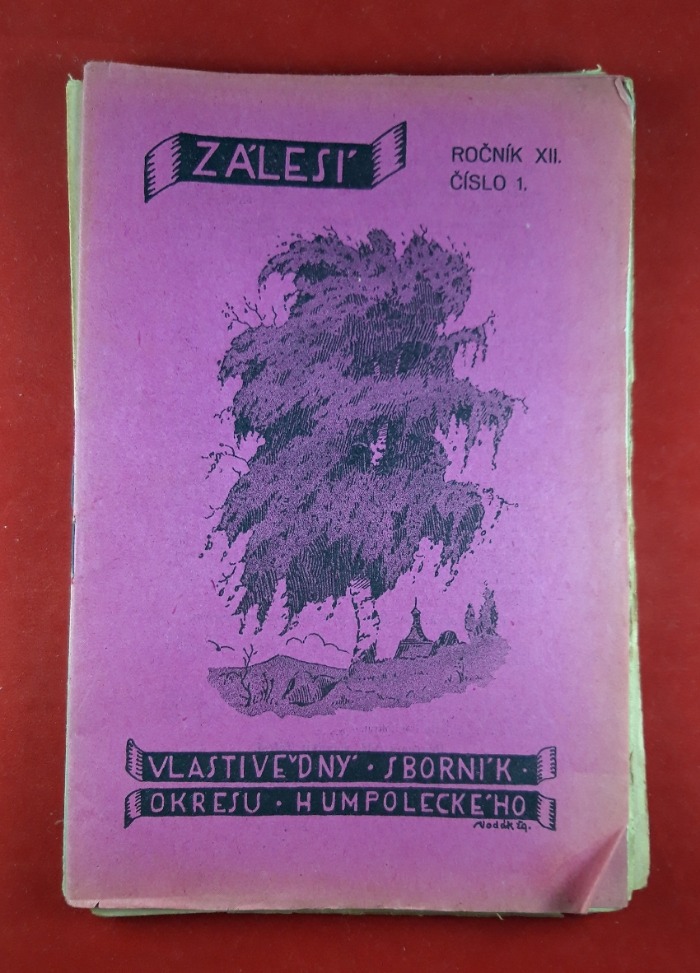 ZÁLESÍ
ROČNÍK XII.
ČÍSLO 1.
VLASTIVĚDNÝ · SBORNÍK ·
OKRESU · HUMPOLECKÉHO